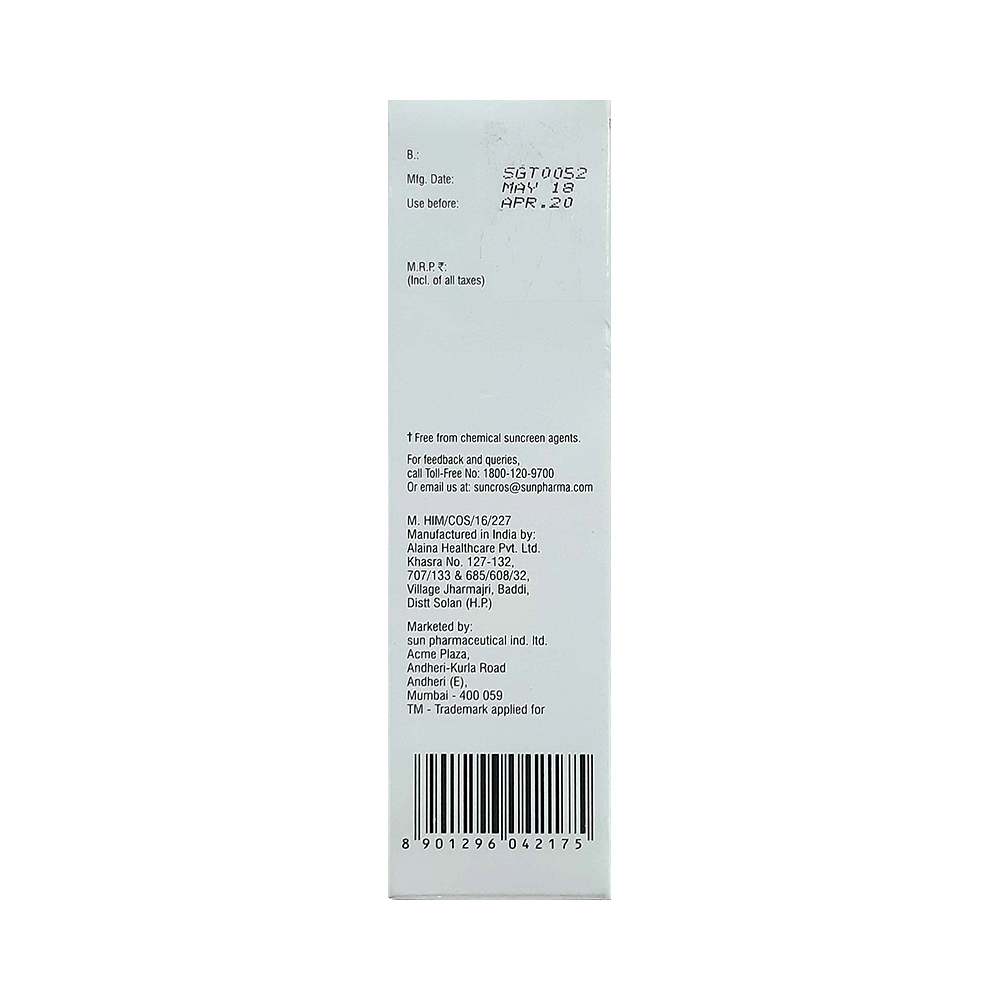 B.: SGT0052
Mfg. Date: MAY 18
Use before: APR.20
M.R.P. ₹:
(Incl. of all taxes)
† Free from chemical suncreen agents.
For feedback and queries,
call Toll-Free No: 1800-120-9700
Or email us at: suncros@sunpharma.com
M. HIM/COS/16/227
Manufactured in India by:
Alaina Healthcare Pvt. Ltd.
Khasra No. 127-132,
707/133 & 685/608/32,
Village Jharmajri, Baddi,
Distt Solan (H.P.)
Marketed by:
sun pharmaceutical ind. ltd.
Acme Plaza,
Andheri-Kurla Road
Andheri (E),
Mumbai - 400 059
TM - Trademark applied for
8 901296 042175